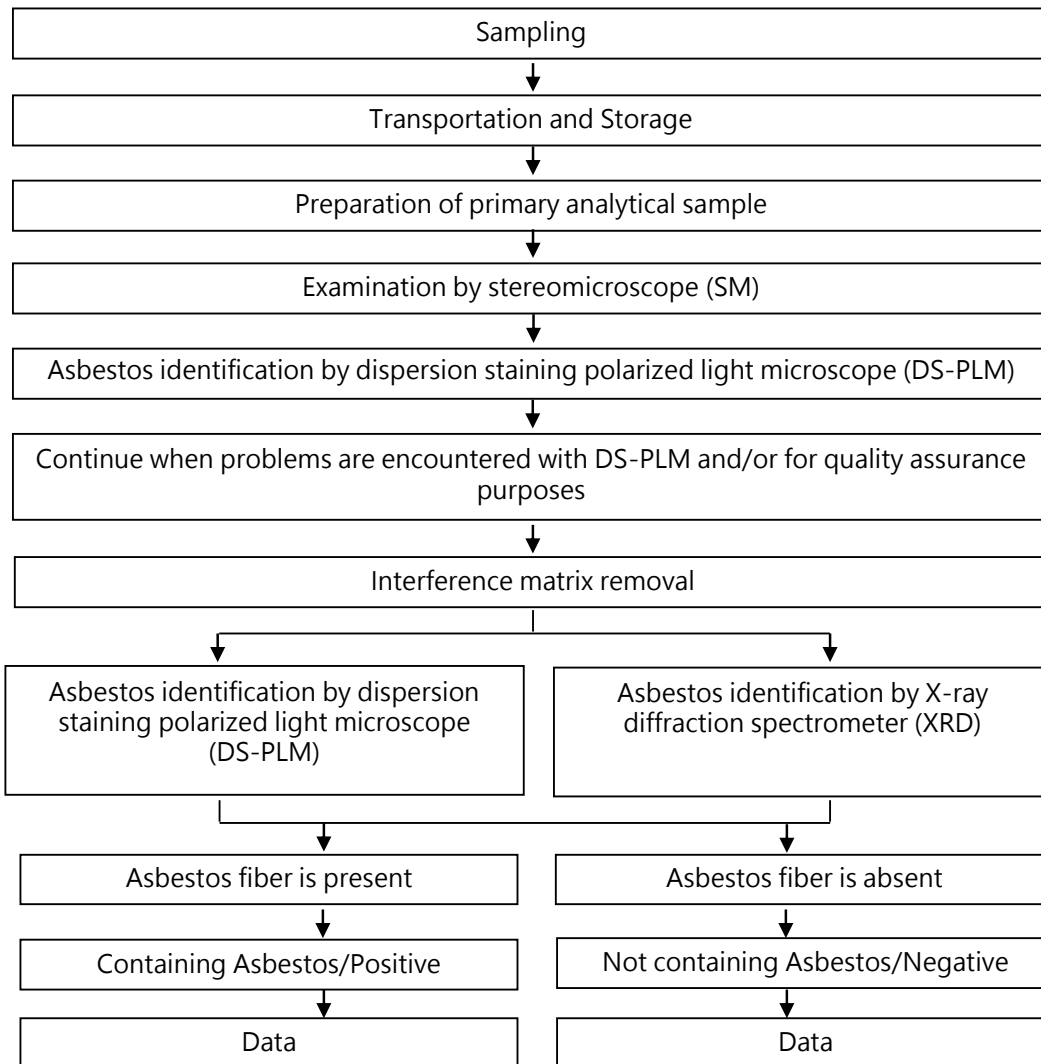 Sampling
Transportation and Storage
Preparation of primary analytical sample
Examination by stereomicroscope (SM)
Asbestos identification by dispersion staining polarized light microscope (DS-PLM)
Continue when problems are encountered with DS-PLM and/or for quality assurance
purposes
Interference matrix removal
Asbestos identification by dispersion
staining polarized light microscope
(DS-PLM)
Asbestos identification by X-ray
diffraction spectrometer (XRD)
Asbestos fiber is present
Asbestos fiber is absent
Containing Asbestos/Positive
Not containing Asbestos/Negative
Data
Data